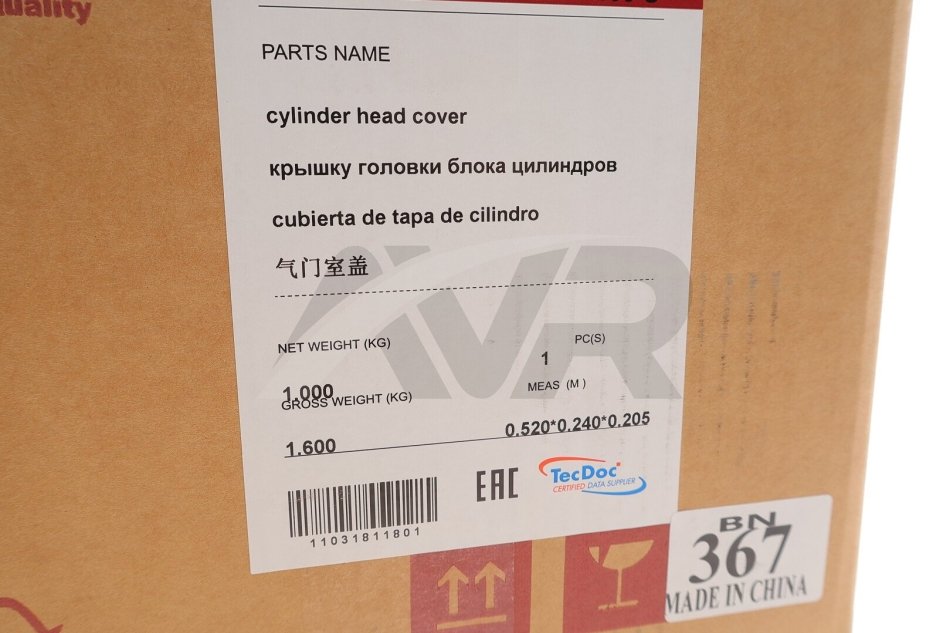 uality
PARTS NAME
cylinder head cover
крышку головки блока цилиндров
cubierta de tapa de cilindro
气门室盖
AVR
NET WEIGHT (KG)
PC(S)
1
1.000
MEAS (M)
GROSS WEIGHT (KG)
1.600
0.520*0.240*0.205
11031811801
EAC
TecDoc
CERTIFIED DATA SUPPLIER
BN
367
MADE IN CHINA